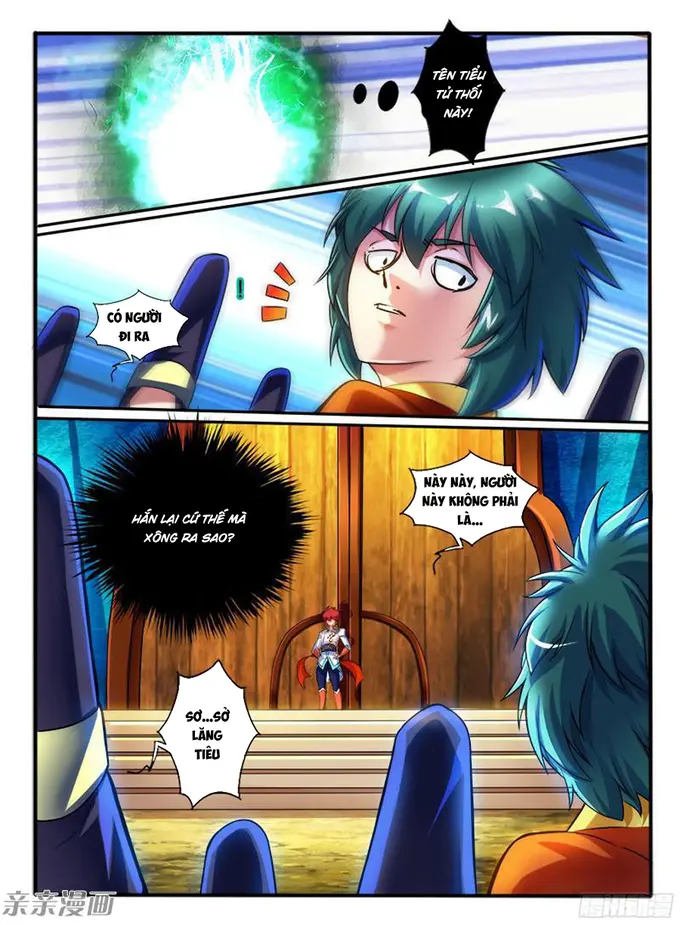 TÊN TIỂU
TỬ THỐI
NÀY!
!
CÓ NGƯỜI
ĐI RA
HẮN LẠI CỨ THẾ MÀ
XÔNG RA SAO?
NÀY NÀY, NGƯỜI
NÀY KHÔNG PHẢI
LÀ...
SƠ...SỞ
LĂNG
TIÊU
亲亲漫画